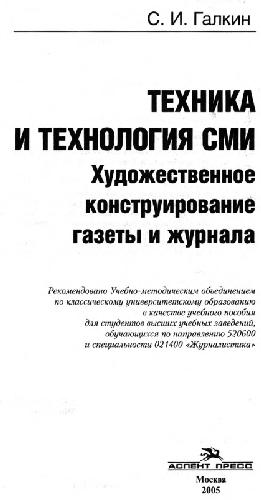 С. И. Галкин
ТЕХНИКА
И ТЕХНОЛОГИЯ СМИ
Художественное
конструирование
газеты и журнала
Рекомендовано Учебно-методическим объединением
по классическому университетскому образованию
в качестве учебного пособия
для студентов высших учебных заведений,
обучающихся по направлению 520600
и специальности 021400 «Журналистика»
АСПЕНТ ПРЕСС
Москва
2005